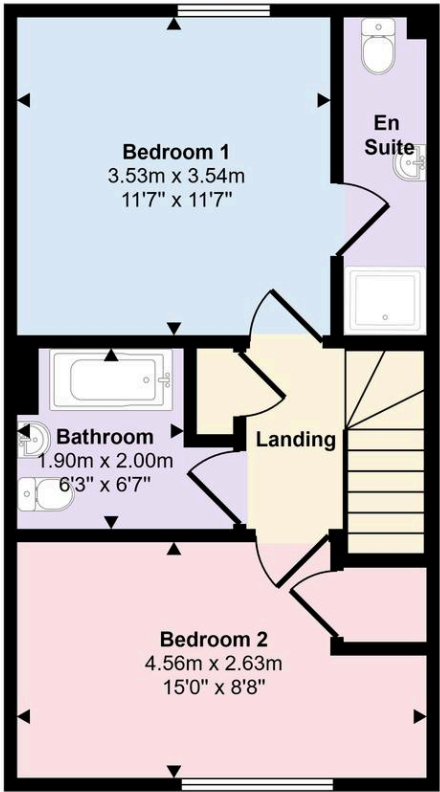 Bedroom 1
3.53m x 3.54m
11'7" x 11'7"
En
Suite
Bathroom
1.90m x 2.00m
6'3" x 6'7"
Landing
Bedroom 2
4.56m x 2.63m
15'0" x 8'8"